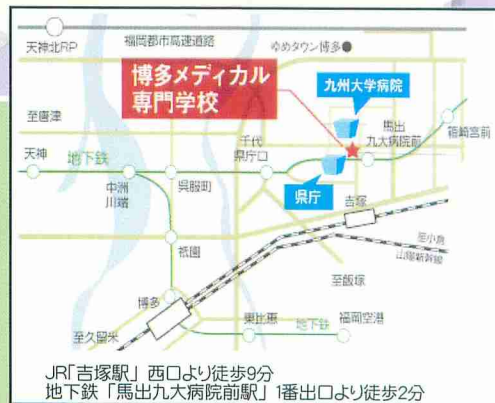 天神北RP
福岡都市高速道路
ゆめタウン博多
博多メディカル
専門学校
九州大学病院
至唐津
千代
県庁口
馬出
九大病院前
箱崎宮前
天神
地下鉄
中洲
川端
呉服町
県庁
吉塚
祇園
至小倉
山陽新幹線
至飯塚
博多
至久留米
東比恵
地下鉄
福岡空港
JR「吉塚駅」 西口より徒歩9分
地下鉄 「馬出九大病院前駅」 1番出口より徒歩2分